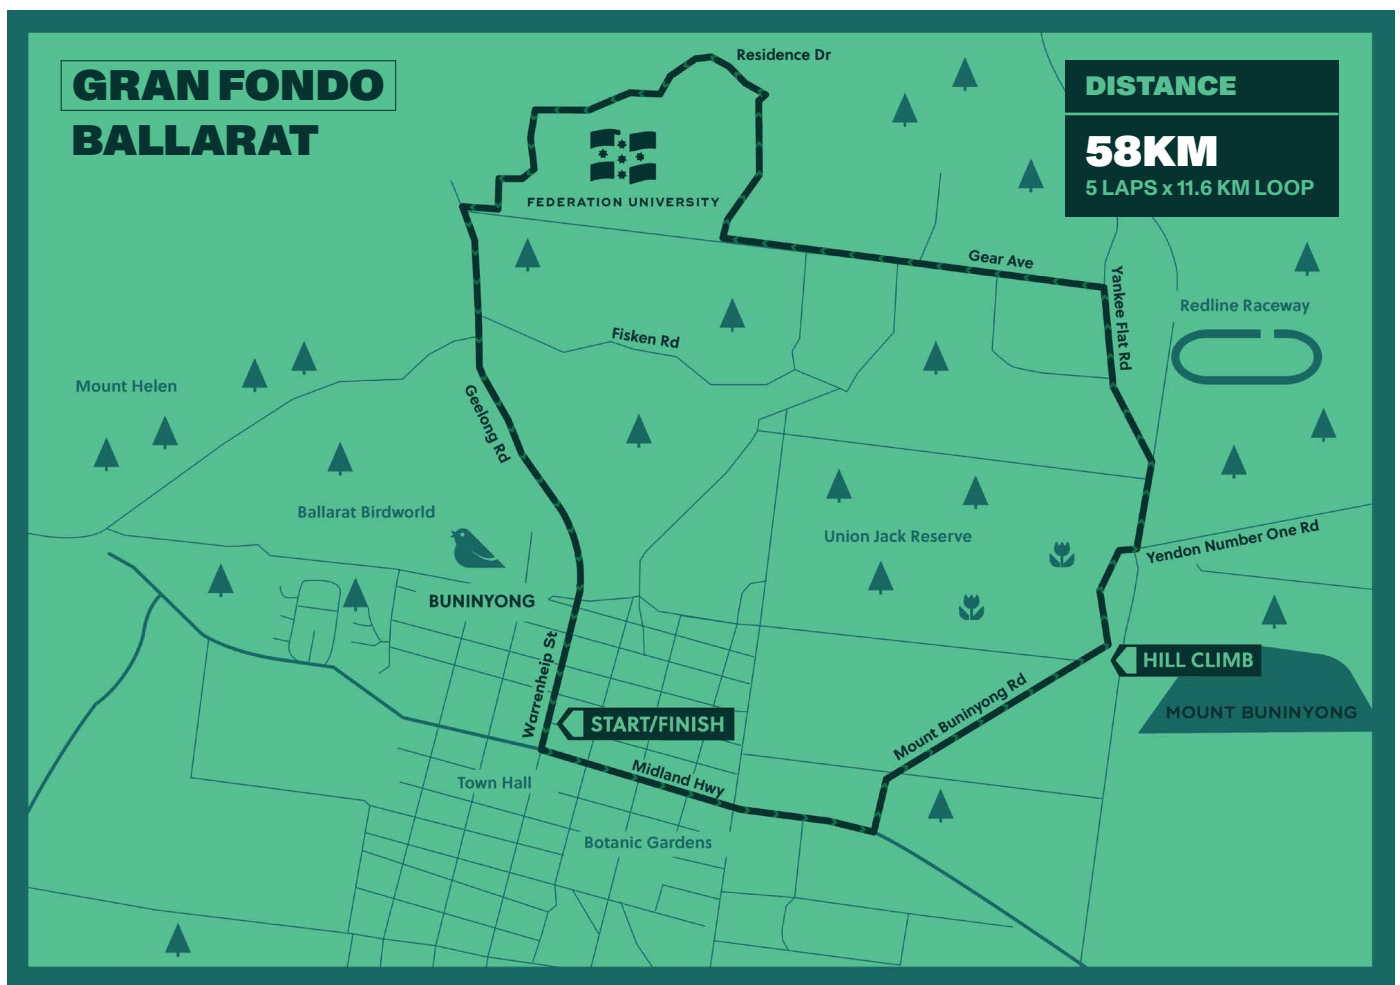 GRAN FONDO
BALLARAT
Residence Dr
DISTANCE
58KM
5 LAPS x 11.6 KM LOOP
FEDERATION UNIVERSITY
Gear Ave
Yankee Flat Rd
Redline Raceway
Fisken Rd
Mount Helen
Geelong Rd
Ballarat Birdworld
Union Jack Reserve
Yendon Number One Rd
BUNINYONG
Warrenheip St
HILL CLIMB
Mount Buninyong Rd
MOUNT BUNINYONG
START/FINISH
Midland Hwy
Town Hall
Botanic Gardens